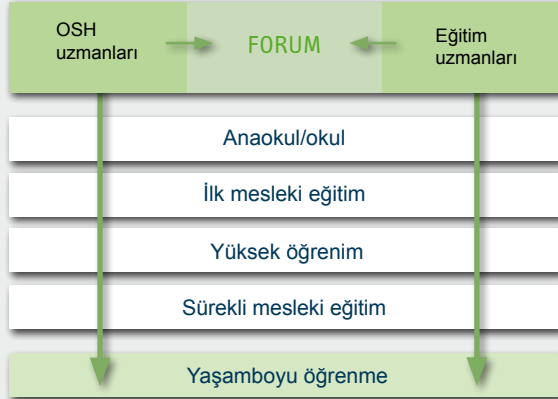 OSH
uzmanları
FORUM
Eğitim
uzmanları
Anaokul/okul
İlk mesleki eğitim
Yüksek öğrenim
Sürekli mesleki eğitim
Yaşamboyu öğrenme